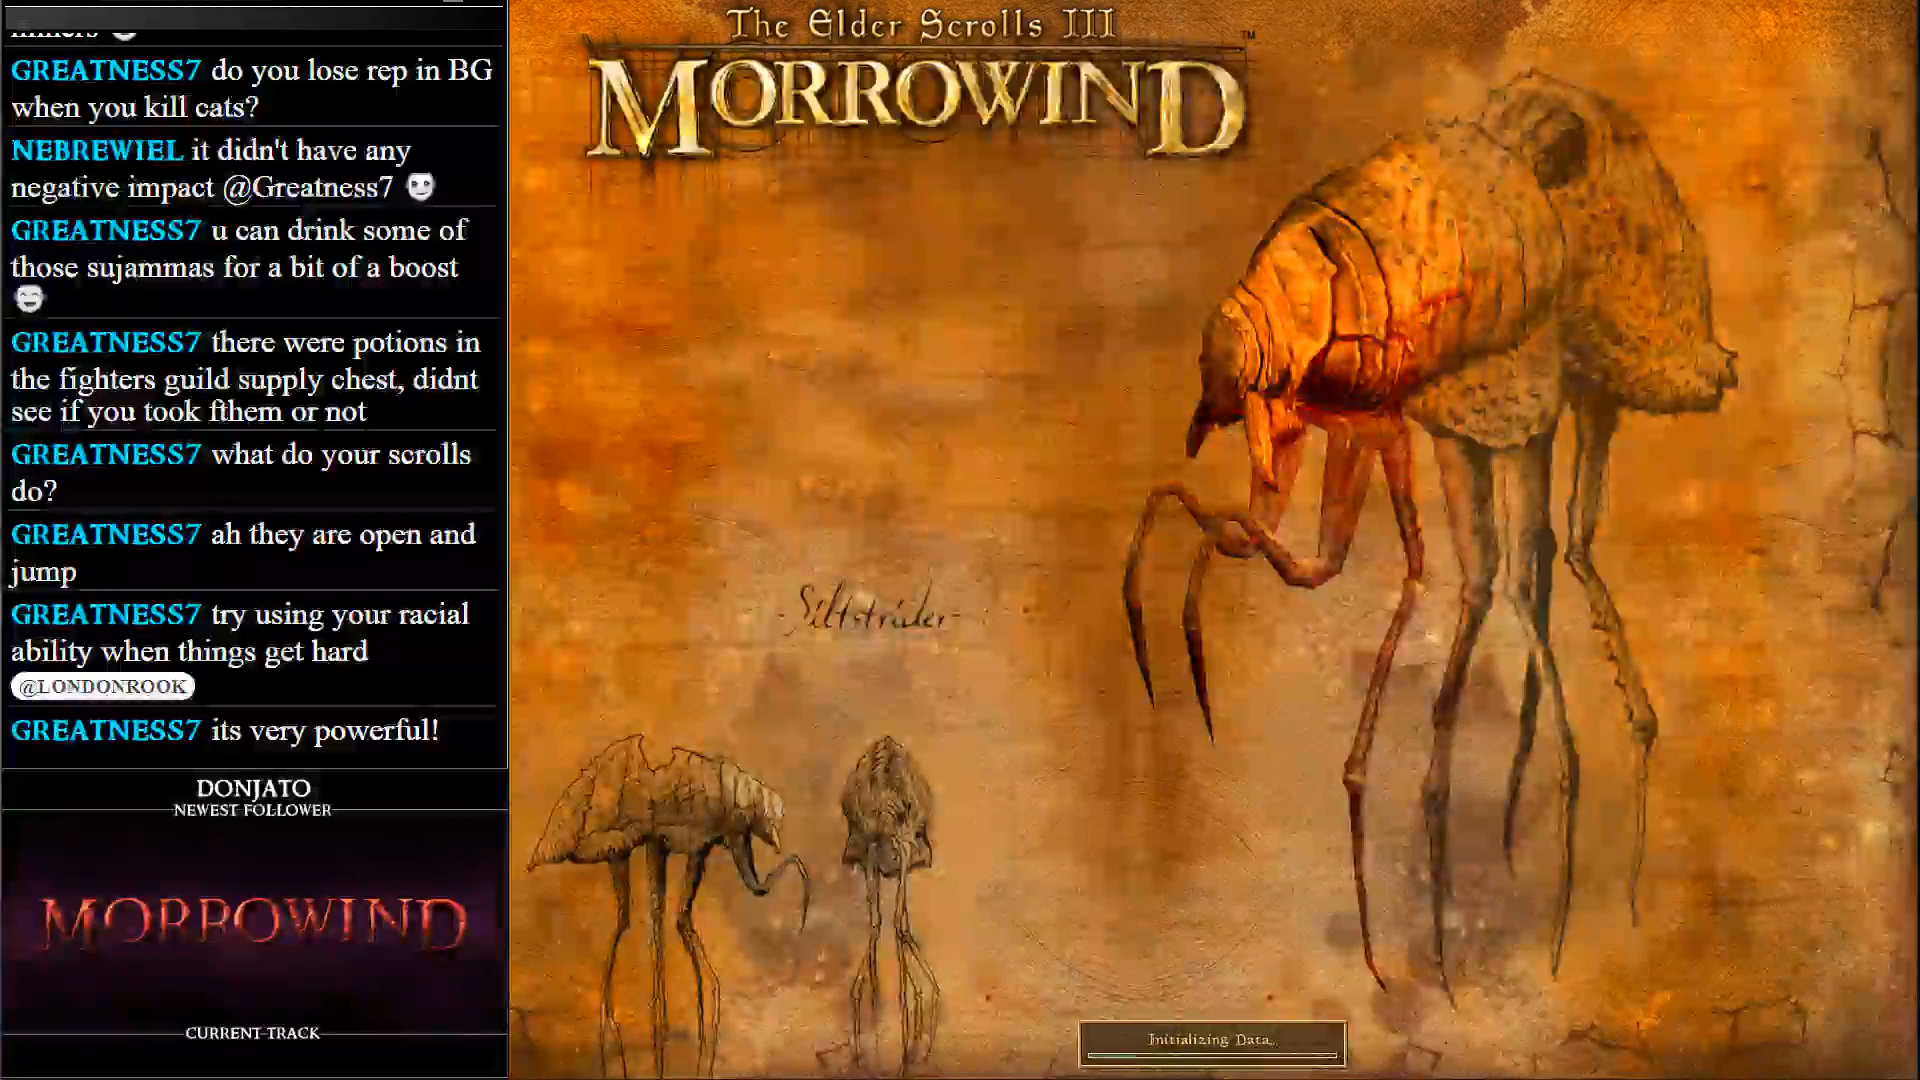 GREATNESS7 do you lose rep in BG
when you kill cats?
NEBREWIEL it didn't have any
negative impact @Greatness7
GREATNESS7 u can drink some of
those sujammas for a bit of a boost
GREATNESS7 there were potions in
the fighters guild supply chest, didnt
see if you took fthem or not
GREATNESS7 what do your scrolls
do?
GREATNESS7 ah they are open and
jump
GREATNESS7 try using your racial
ability when things get hard
@LONDONROOK
GREATNESS7 its very powerful!
DONJATO
NEWEST FOLLOWER
MORROWIND
CURRENT TRACK
The Elder Scrolls III
MORROWIND
TM
-Siltstrider-
Initializing Data...